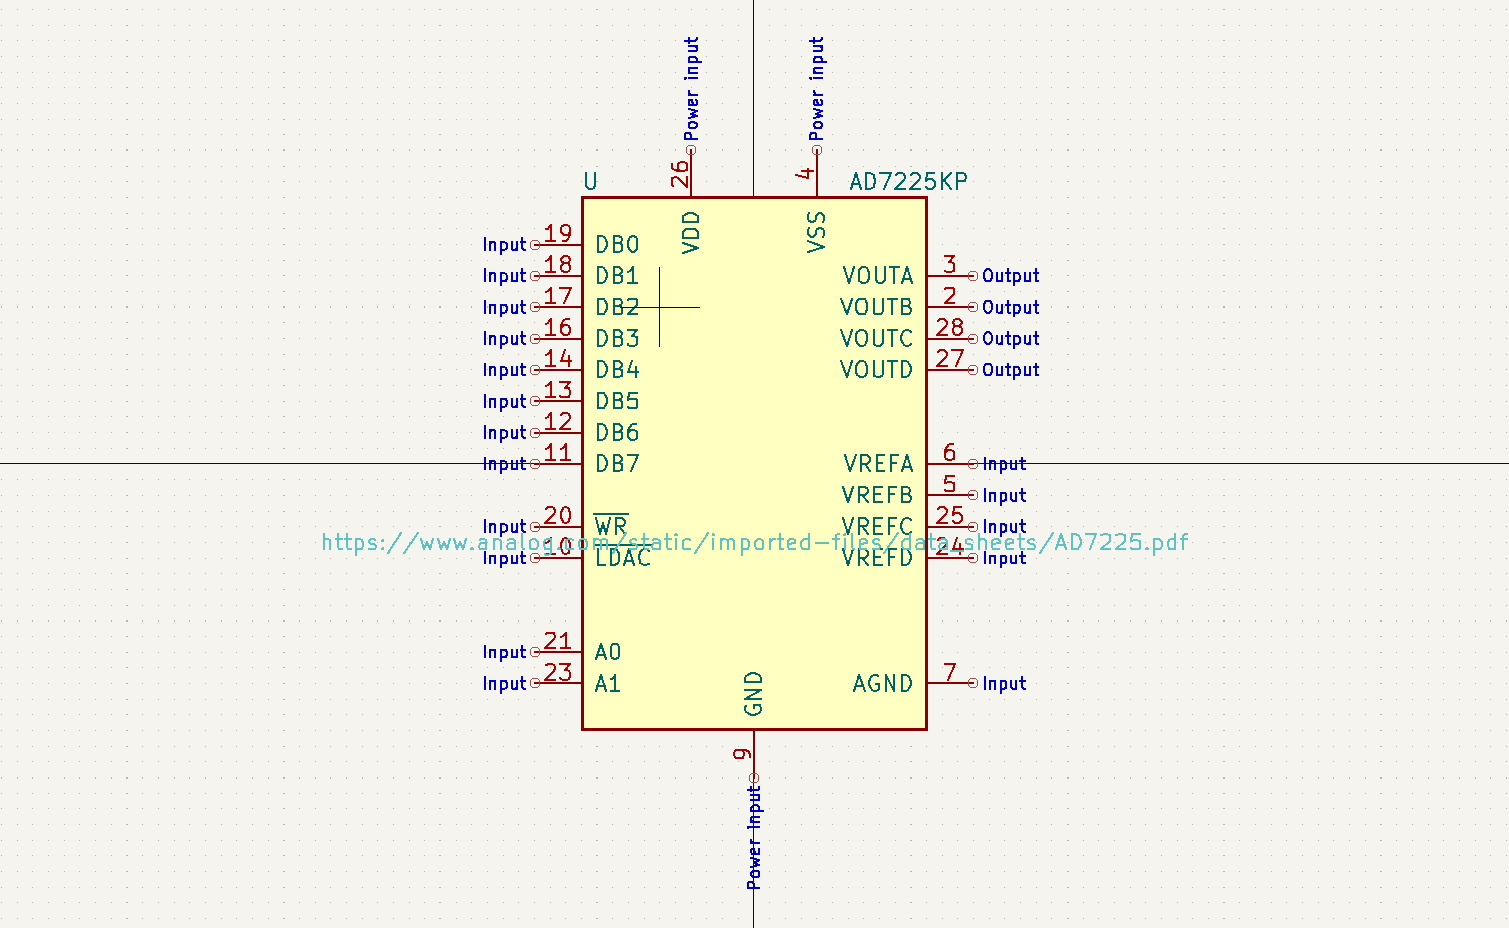 Power input
Power input
26
4
U
AD7225KP
VDD
VSS
Input 19 DB0
Input 18 DB1
VOUTA 3 Output
Input 17 DB2
VOUTB 2 Output
Input 16 DB3
VOUTC 28 Output
Input 14 DB4
VOUTD 27 Output
Input 13 DB5
Input 12 DB6
Input 11 DB7
VREFA 6 Input
VREFB 5 Input
Input 20 WR
VREFC 25 Input
https://www.analog.com/static/imported-files/data_sheets/AD7225.pdf
Input 10 LDAC
VREFD 24 Input
Input 21 A0
Input 23 A1
AGND 7 Input
GND
9
Power Input